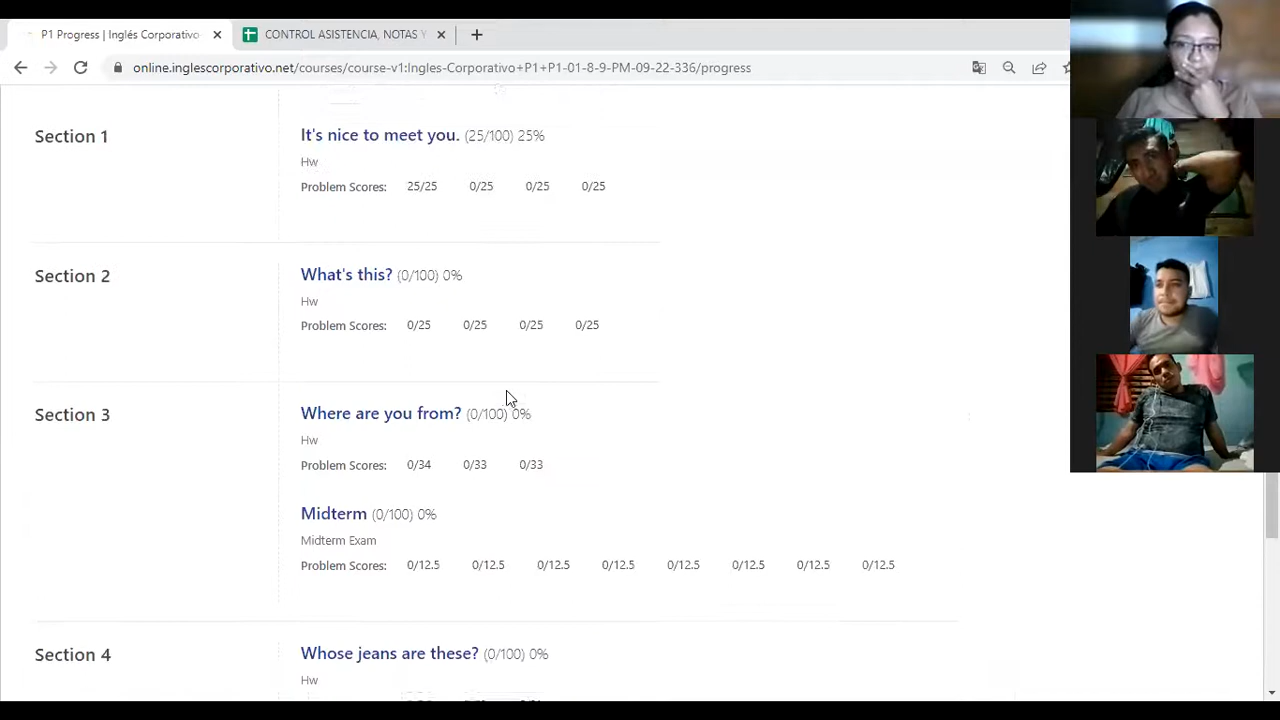 P1 Progress | Inglés Corporativo
CONTROL ASISTENCIA, NOTAS Y
online.inglescorporativo.net/courses/course-v1:Ingles-Corporativo+P1+P1-01-8-9-PM-09-22-336/progress
Section 1
It's nice to meet you. (25/100) 25%
Hw
Problem Scores: 25/25 0/25 0/25 0/25
Section 2
What's this? (0/100) 0%
Hw
Problem Scores: 0/25 0/25 0/25 0/25
Section 3
Where are you from? (0/100) 0%
Hw
Problem Scores: 0/34 0/33 0/33
Midterm (0/100) 0%
Midterm Exam
Problem Scores: 0/12.5 0/12.5 0/12.5 0/12.5 0/12.5 0/12.5 0/12.5 0/12.5
Section 4
Whose jeans are these? (0/100) 0%
Hw